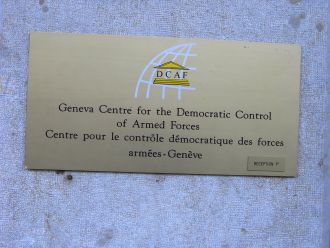 DCAF
Geneva Centre for the Democratic Control
of Armed Forces
Centre pour le contrôle démocratique des forces
armées-Genève
RECEPTION